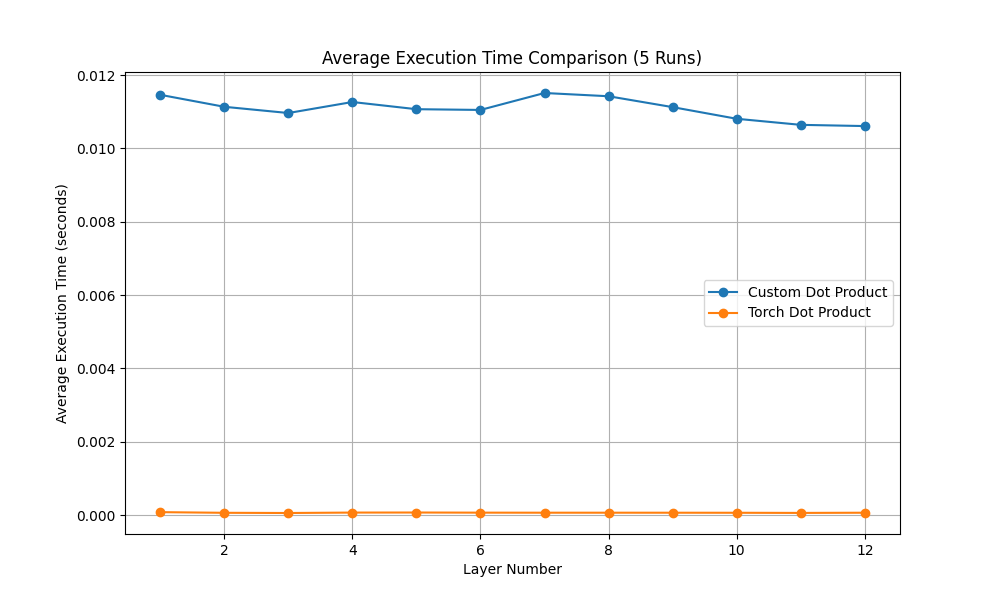 Average Execution Time Comparison (5 Runs)
Average Execution Time (seconds)
0.012
0.010
0.008
0.006
0.004
0.002
0.000
Custom Dot Product
Torch Dot Product
2 4 6 8 10 12
Layer Number